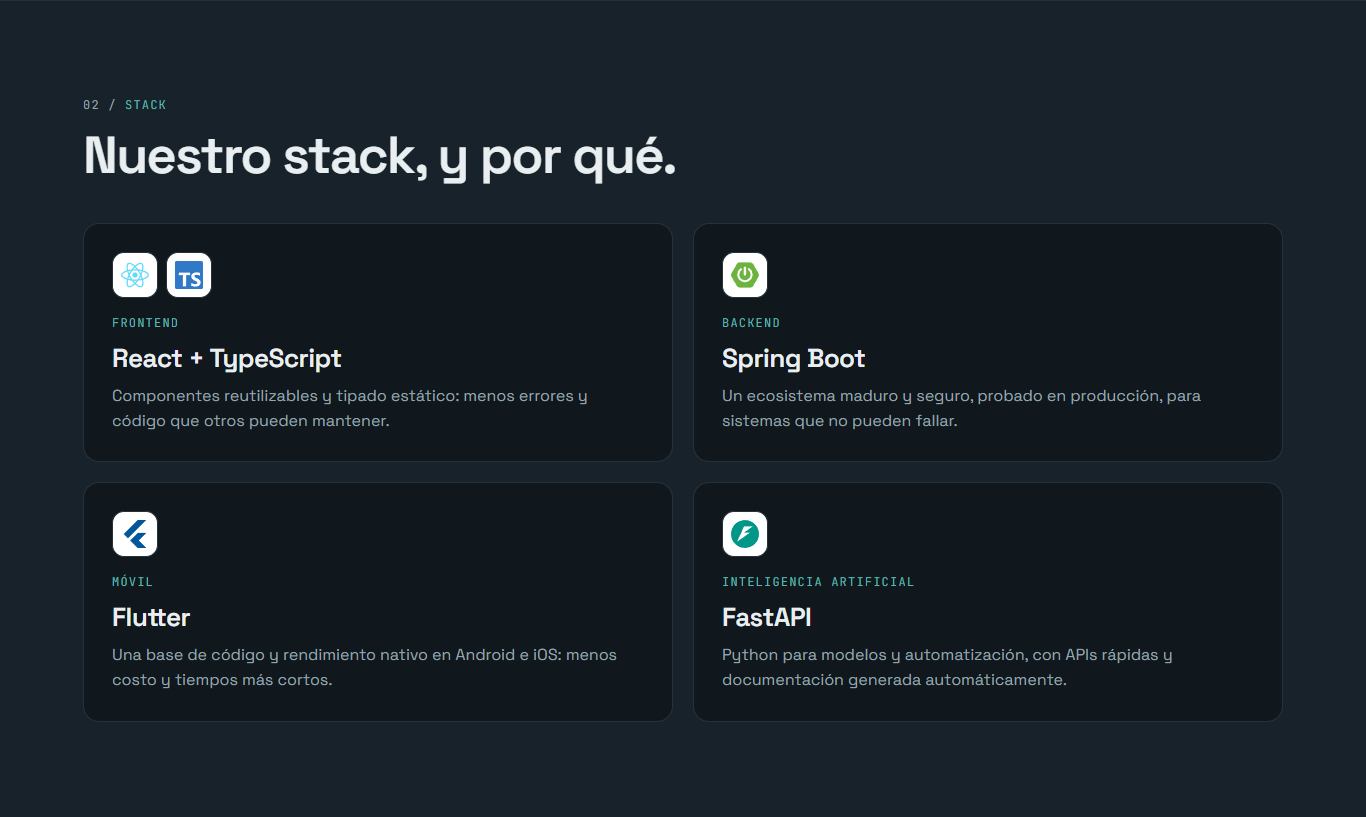 02 / STACK
Nuestro stack, y por qué.
TS
FRONTEND
React + TypeScript
Componentes reutilizables y tipado estático: menos errores y
código que otros pueden mantener.
BACKEND
Spring Boot
Un ecosistema maduro y seguro, probado en producción, para
sistemas que no pueden fallar.
MÓVIL
Flutter
Una base de código y rendimiento nativo en Android e iOS: menos
costo y tiempos más cortos.
INTELIGENCIA ARTIFICIAL
FastAPI
Python para modelos y automatización, con APIs rápidas y
documentación generada automáticamente.